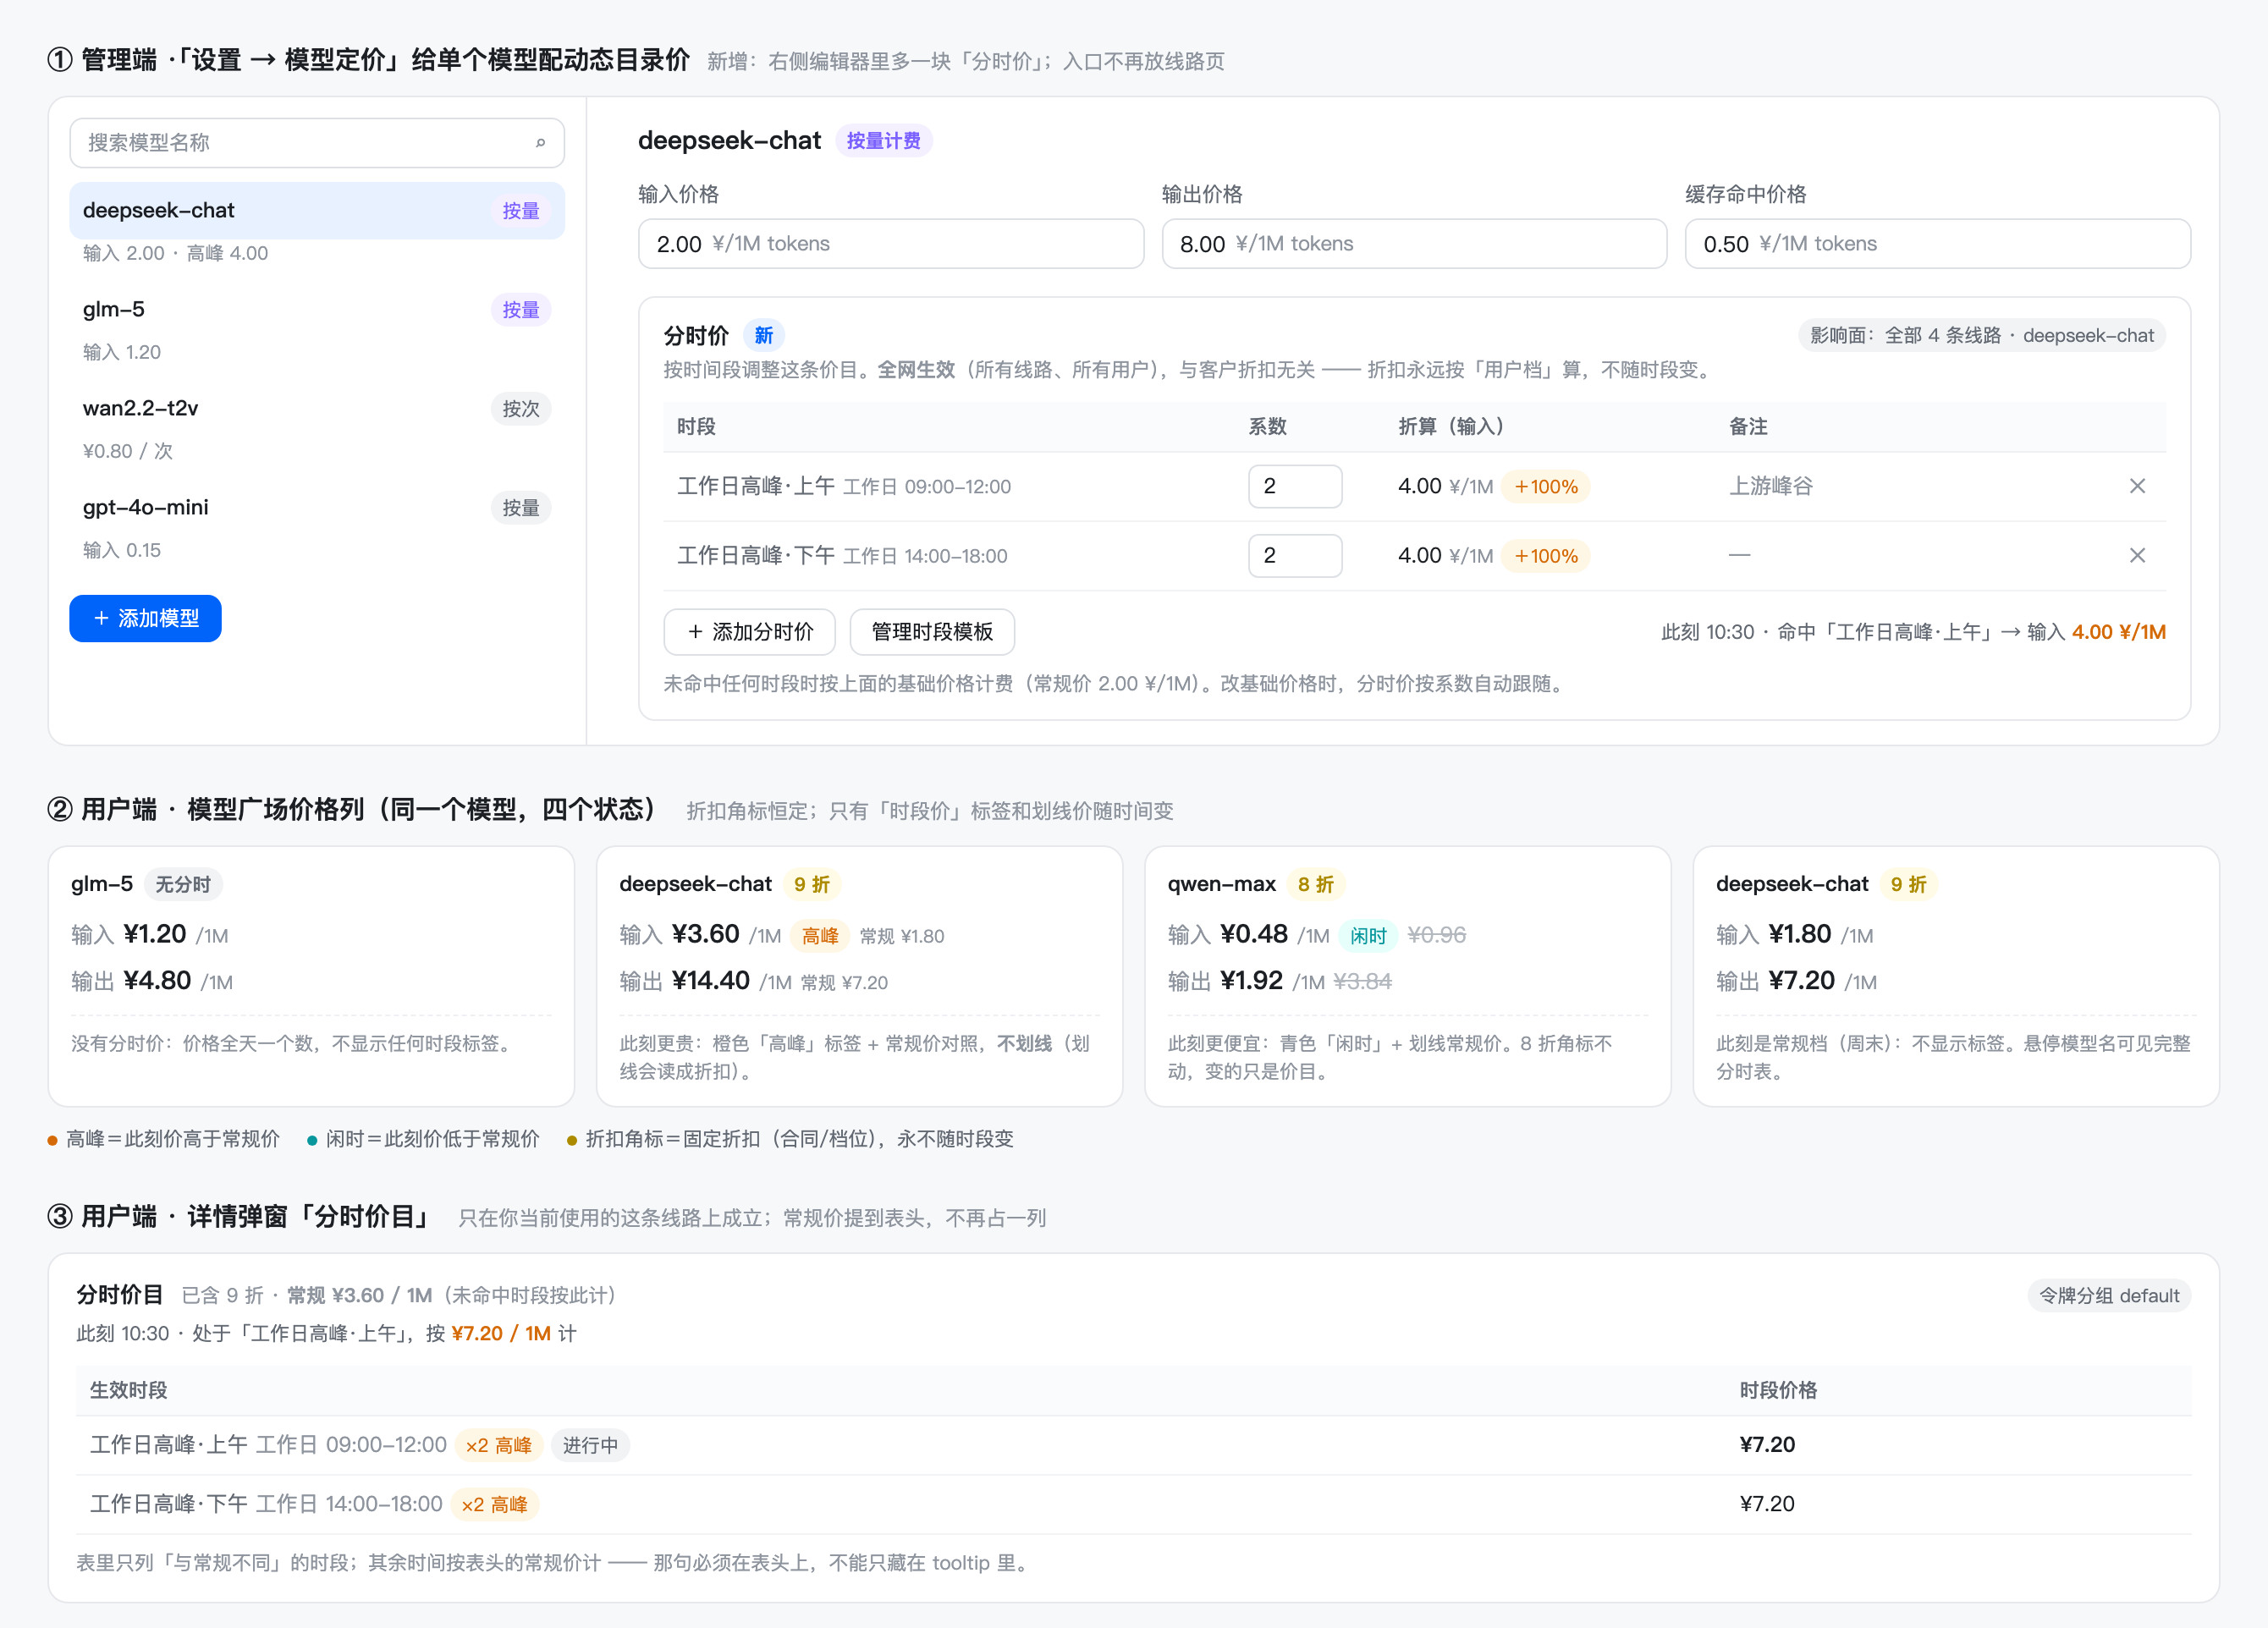 ① 管理端 ·「设置 → 模型定价」给单个模型配动态目录价 新增：右侧编辑器里多一块「分时价」；入口不再放线路页
搜索模型名称
deepseek-chat 按量
输入 2.00 · 高峰 4.00
glm-5 按量
输入 1.20
wan2.2-t2v 按次
¥0.80 / 次
gpt-4o-mini 按量
输入 0.15
+ 添加模型
deepseek-chat 按量计费
输入价格 输出价格 缓存命中价格
2.00 ¥/1M tokens 8.00 ¥/1M tokens 0.50 ¥/1M tokens
分时价 新 影响面：全部 4 条线路 · deepseek-chat
按时间段调整这条价目。全网生效（所有线路、所有用户），与客户折扣无关 —— 折扣永远按「用户档」算，不随时段变。
时段 系数 折算（输入） 备注
工作日高峰·上午 工作日 09:00-12:00 2 4.00 ¥/1M +100% 上游峰谷 ×
工作日高峰·下午 工作日 14:00-18:00 2 4.00 ¥/1M +100% — ×
+ 添加分时价 管理时段模板 此刻 10:30 · 命中「工作日高峰·上午」→ 输入 4.00 ¥/1M
未命中任何时段时按上面的基础价格计费（常规价 2.00 ¥/1M）。改基础价格时，分时价按系数自动跟随。
② 用户端 · 模型广场价格列（同一个模型，四个状态） 折扣角标恒定；只有「时段价」标签和划线价随时间变
glm-5 无分时
输入 ¥1.20 /1M
输出 ¥4.80 /1M
没有分时价：价格全天一个数，不显示任何时段标签。
deepseek-chat 9 折
输入 ¥3.60 /1M 高峰 常规 ¥1.80
输出 ¥14.40 /1M 常规 ¥7.20
此刻更贵：橙色「高峰」标签 + 常规价对照，不划线（划
线会读成折扣）。
qwen-max 8 折
输入 ¥0.48 /1M 闲时 ¥0.96
输出 ¥1.92 /1M ¥3.84
此刻更便宜：青色「闲时」+ 划线常规价。8 折角标不
动，变的只是价目。
deepseek-chat 9 折
输入 ¥1.80 /1M
输出 ¥7.20 /1M
此刻是常规档（周末）：不显示标签。悬停模型名可见完整
分时表。
高峰=此刻价高于常规价 闲时=此刻价低于常规价 折扣角标=固定折扣（合同/档位），永不随时段变
③ 用户端 · 详情弹窗「分时价目」 只在你当前使用的这条线路上成立；常规价提到表头，不再占一列
分时价目 已含 9 折 · 常规 ¥3.60 / 1M（未命中时段按此计） 令牌分组 default
此刻 10:30 · 处于「工作日高峰·上午」，按 ¥7.20 / 1M 计
生效时段 时段价格
工作日高峰·上午 工作日 09:00-12:00 ×2 高峰 进行中 ¥7.20
工作日高峰·下午 工作日 14:00-18:00 ×2 高峰 ¥7.20
表里只列「与常规不同」的时段；其余时间按表头的常规价计 —— 那句必须在表头上，不能只藏在 tooltip 里。